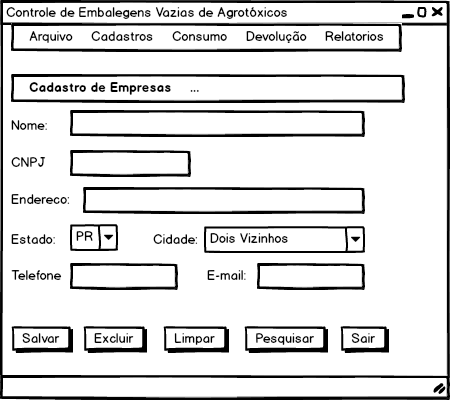 Controle de Embalegens Vazias de Agrotóxicos
Arquivo Cadastros Consumo Devolução Relatorios
Cadastro de Empresas ...
Nome:
CNPJ
Endereco:
Estado: PR Cidade: Dois Vizinhos
Telefone E-mail:
Salvar Excluir Limpar Pesquisar Sair